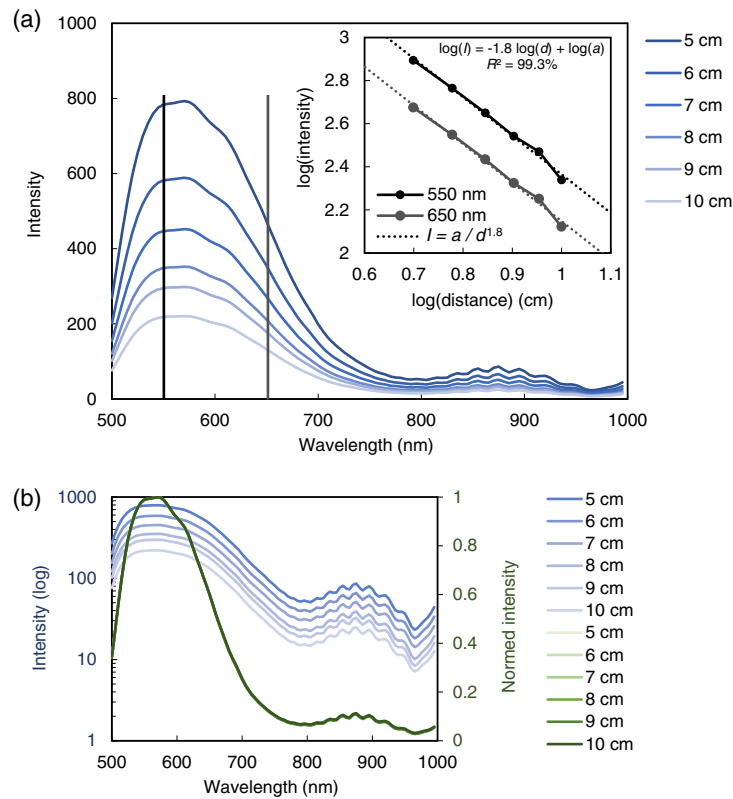 (a)
1000
800
600
400
200
0
Intensity
500 600 700 800 900 1000
Wavelength (nm)
3
2.8
2.6
2.4
2.2
2
log(intensity)
log(I) = -1.8 log(d) + log(a)
R² = 99.3%
550 nm
650 nm
I = a / d^1.8
0.6 0.7 0.8 0.9 1 1.1
log(distance) (cm)
5 cm
6 cm
7 cm
8 cm
9 cm
10 cm
(b)
1000
100
10
1
Intensity (log)
500 600 700 800 900 1000
Wavelength (nm)
1
0.8
0.6
0.4
0.2
0
Normed intensity
5 cm
6 cm
7 cm
8 cm
9 cm
10 cm
5 cm
6 cm
7 cm
8 cm
9 cm
10 cm